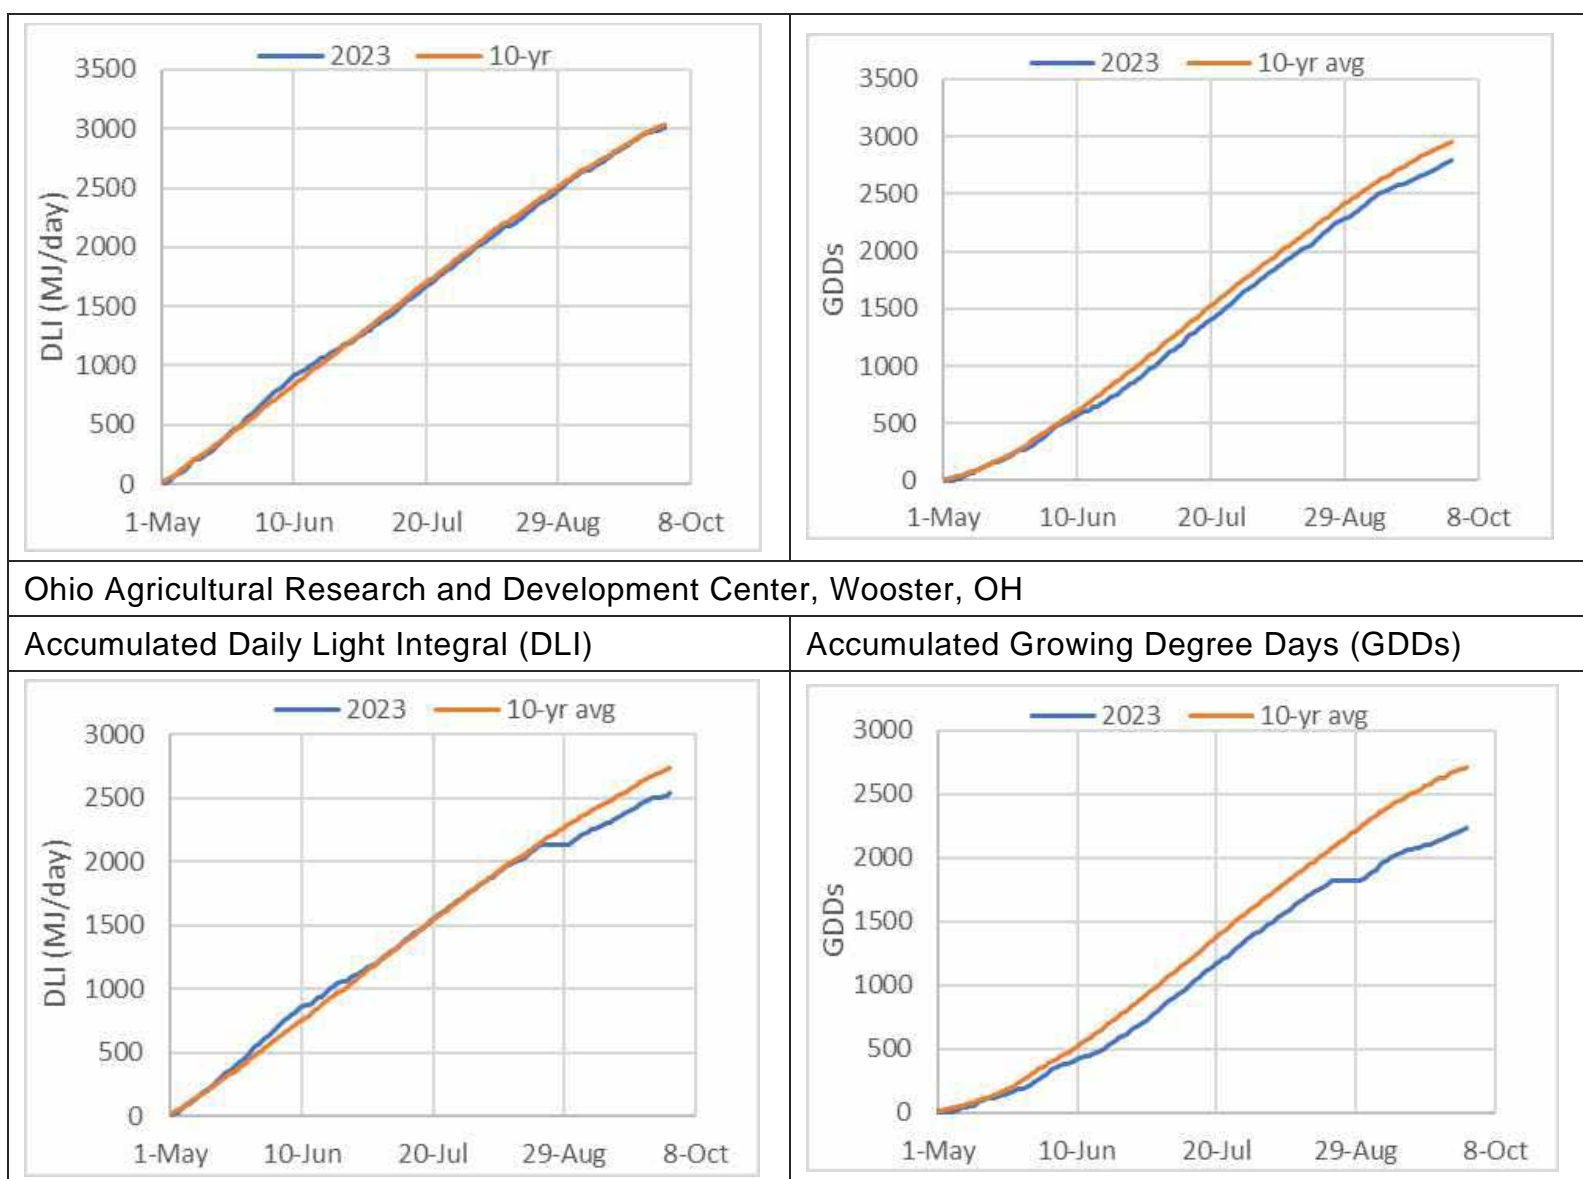 2023 10-yr
3500
3000
2500
2000
1500
1000
500
0
DLI (MJ/day)
1-May 10-Jun 20-Jul 29-Aug 8-Oct
2023 10-yr avg
3500
3000
2500
2000
1500
1000
500
0
GDDs
1-May 10-Jun 20-Jul 29-Aug 8-Oct
Ohio Agricultural Research and Development Center, Wooster, OH
Accumulated Daily Light Integral (DLI)
Accumulated Growing Degree Days (GDDs)
2023 10-yr avg
3000
2500
2000
1500
1000
500
0
DLI (MJ/day)
1-May 10-Jun 20-Jul 29-Aug 8-Oct
2023 10-yr avg
3000
2500
2000
1500
1000
500
0
GDDs
1-May 10-Jun 20-Jul 29-Aug 8-Oct